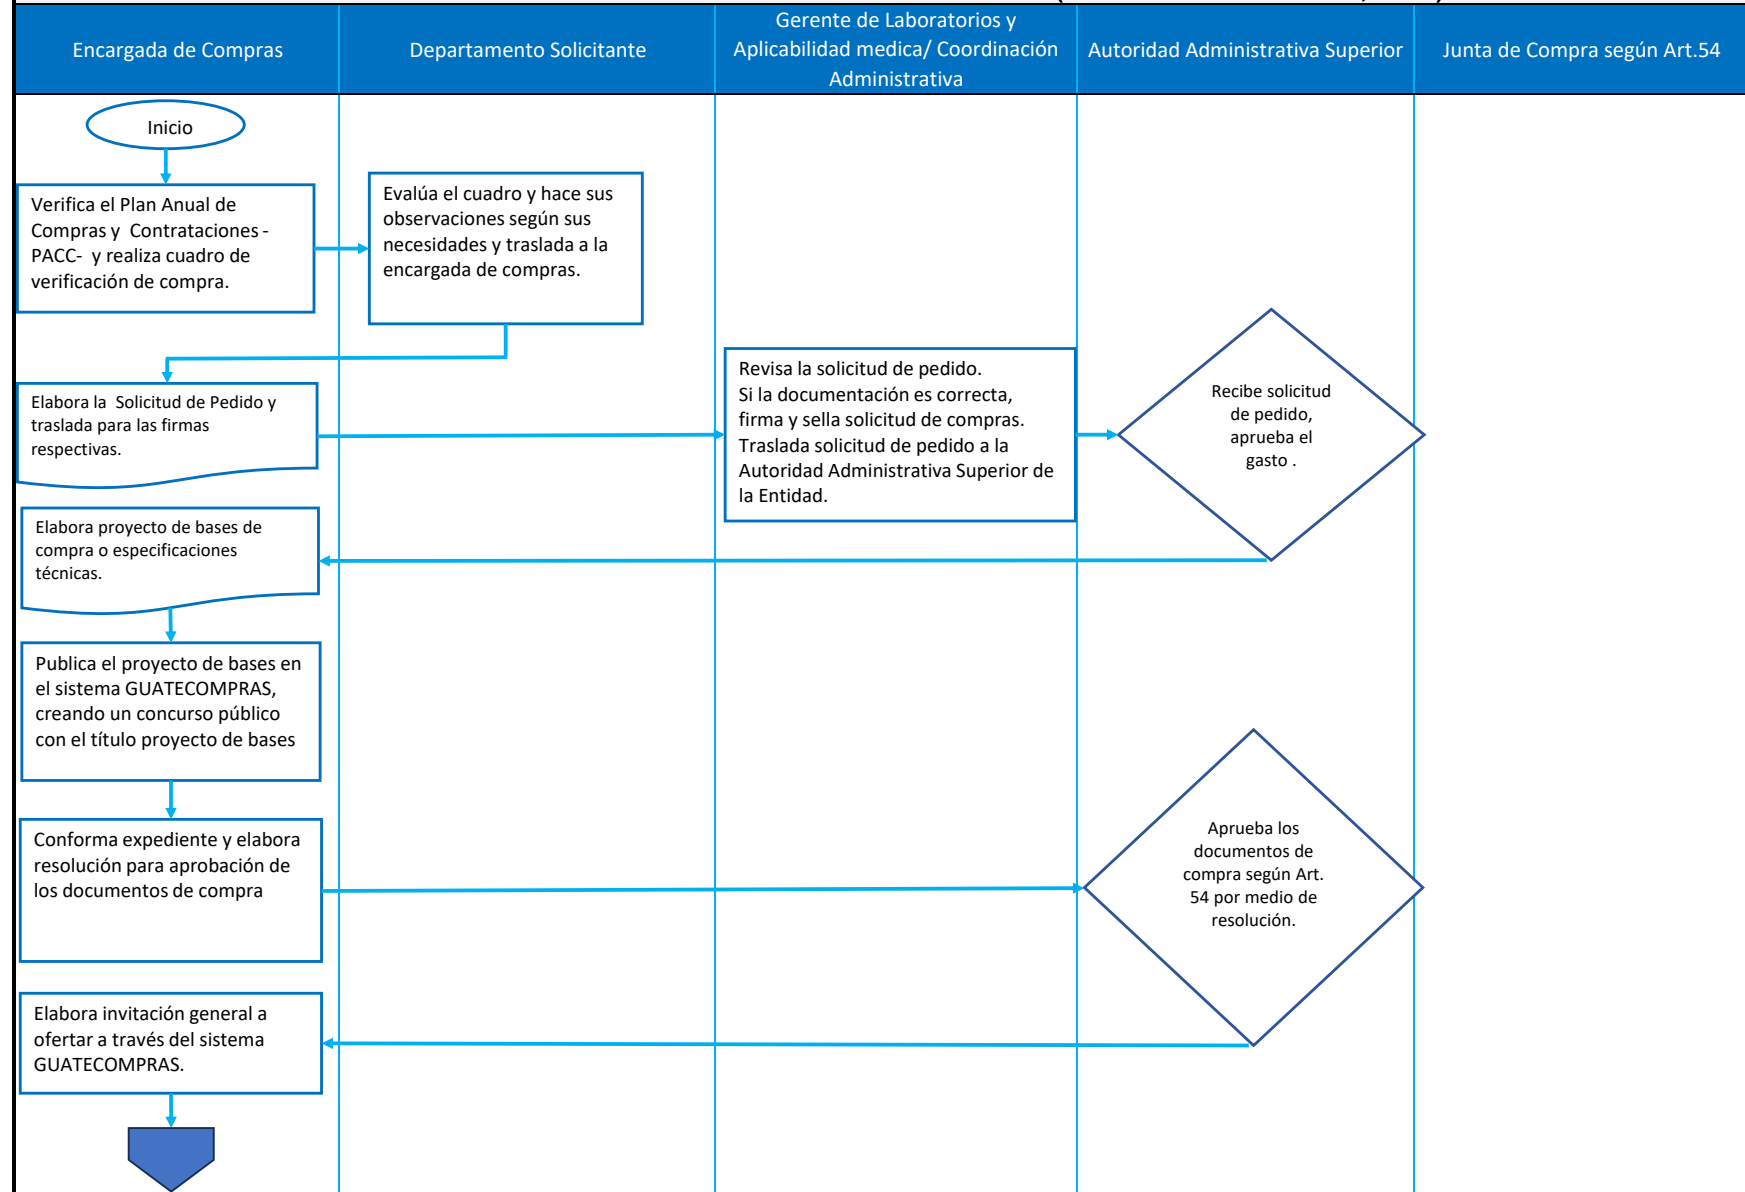 Encargada de Compras
Departamento Solicitante
Gerente de Laboratorios y
Aplicabilidad medica/ Coordinación
Administrativa
Autoridad Administrativa Superior
Junta de Compra según Art.54
Inicio
Verifica el Plan Anual de
Compras y Contrataciones -
PACC- y realiza cuadro de
verificación de compra.
Evalúa el cuadro y hace sus
observaciones según sus
necesidades y traslada a la
encargada de compras.
Elabora la Solicitud de Pedido y
traslada para las firmas
respectivas.
Revisa la solicitud de pedido.
Si la documentación es correcta,
firma y sella solicitud de compras.
Traslada solicitud de pedido a la
Autoridad Administrativa Superior de
la Entidad.
Recibe solicitud
de pedido,
aprueba el
gasto .
Elabora proyecto de bases de
compra o especificaciones
técnicas.
Publica el proyecto de bases en
el sistema GUATECOMPRAS,
creando un concurso público
con el título proyecto de bases
Conforma expediente y elabora
resolución para aprobación de
los documentos de compra
Aprueba los
documentos de
compra según Art.
54 por medio de
resolución.
Elabora invitación general a
ofertar a través del sistema
GUATECOMPRAS.